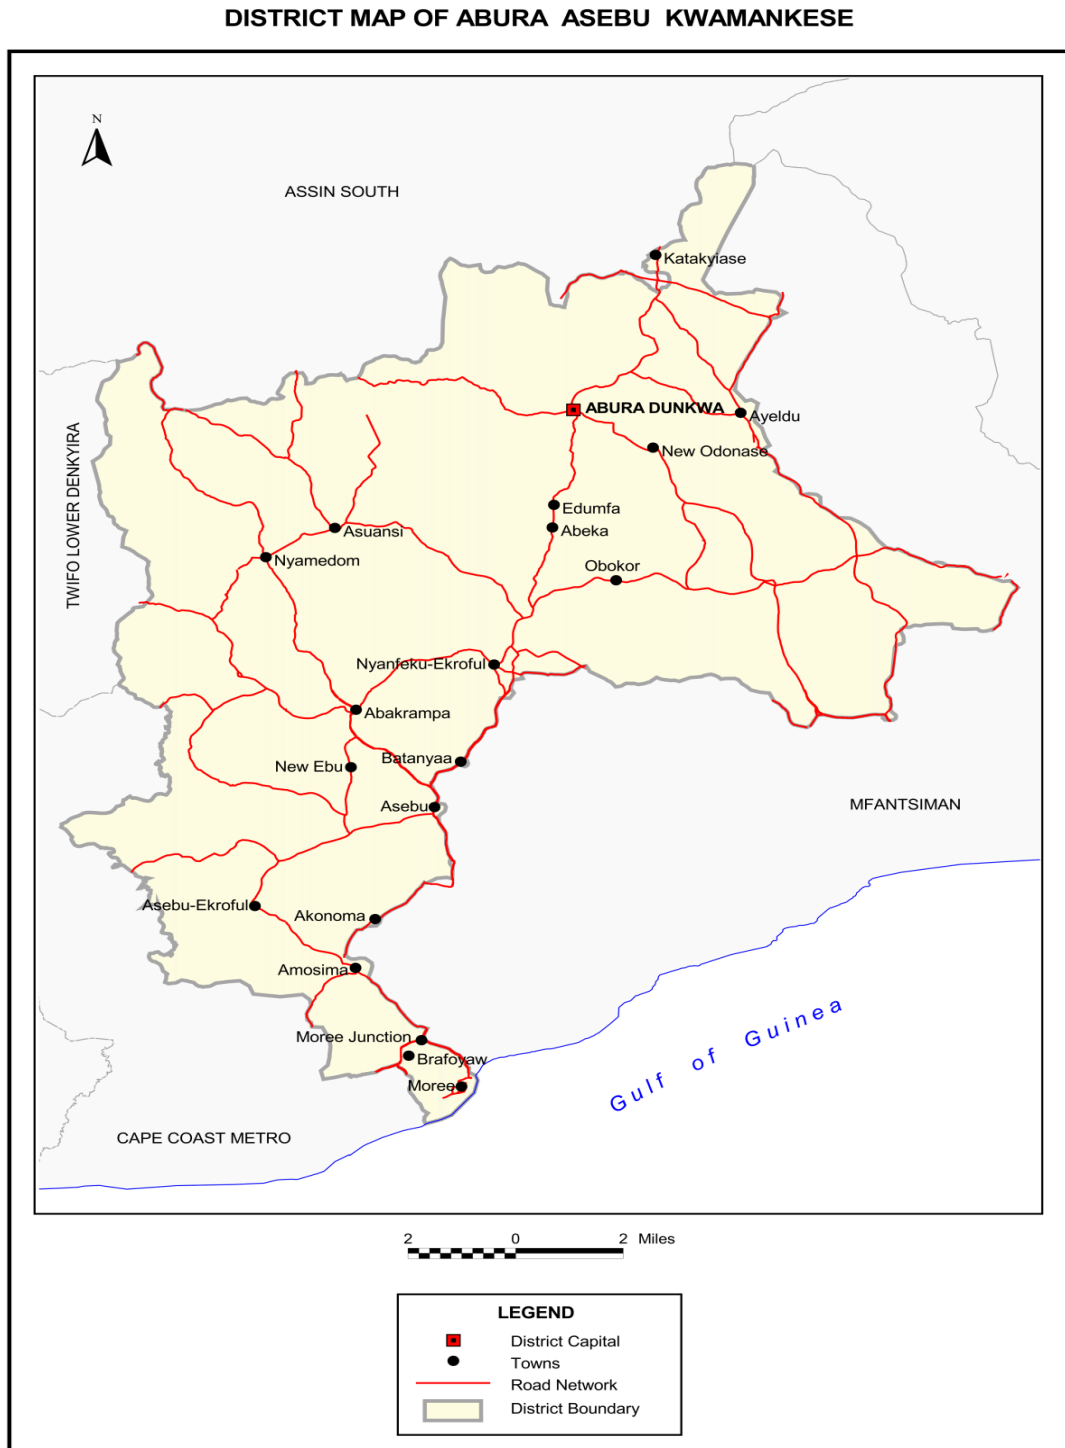 DISTRICT MAP OF ABURA ASEBU KWAMANKESE
N
ASSIN SOUTH
Katakyiase
ABURA DUNKWA
Ayeldu
New Odonase
TWIFO LOWER DENKYIRA
Edumfa
Asuansi
Abeka
Nyamedom
Obokor
Nyanfeku-Ekroful
Abakrampa
Batanyaa
New Ebu
Asebu
MFANTSIMAN
Asebu-Ekroful
Akonoma
Amosima
Gulf of Guinea
Moree Junction
Brafoyaw
Moree
CAPE COAST METRO
2 0 2 Miles
LEGEND
District Capital
Towns
Road Network
District Boundary